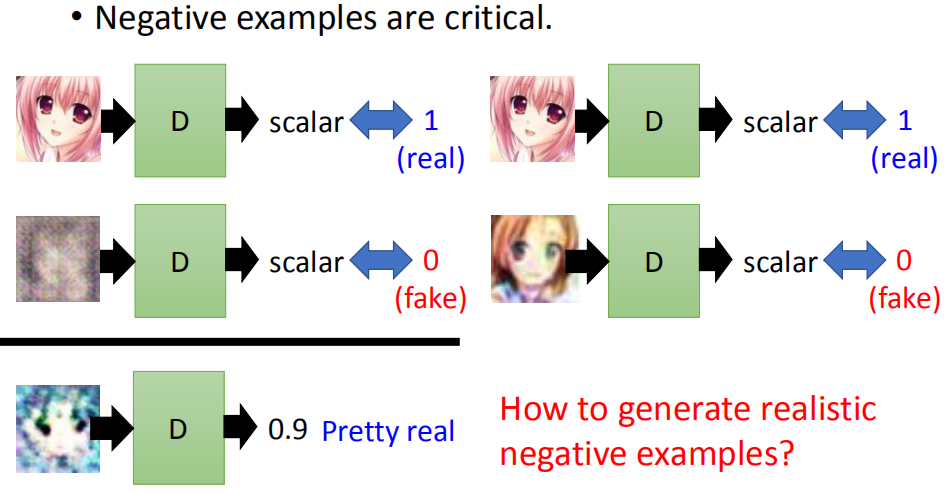 • Negative examples are critical.
D scalar 1 D scalar 1
(real) (real)
D scalar 0 D scalar 0
(fake) (fake)
D 0.9 Pretty real
How to generate realistic
negative examples?